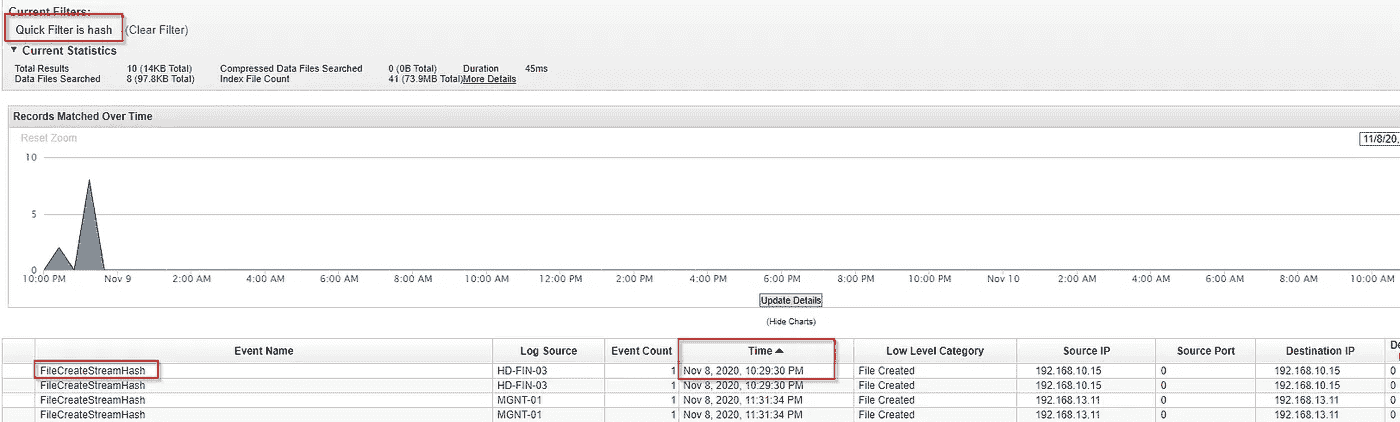 Current Filters:
Quick Filter is hash (Clear Filter)
▼ Current Statistics
Total Results 10 (14KB Total) Compressed Data Files Searched 0 (0B Total) Duration 45ms
Data Files Searched 8 (97.8KB Total) Index File Count 41 (73.9MB Total) More Details
Records Matched Over Time
Reset Zoom 11/8/20,
10
5
0
10:00 PM Nov 9 2:00 AM 4:00 AM 6:00 AM 8:00 AM 10:00 AM 12:00 PM 2:00 PM 4:00 PM 6:00 PM 8:00 PM 10:00 PM Nov 10 2:00 AM 4:00 AM 6:00 AM 8:00 AM 10:00 AM
Update Details
(Hide Charts)
Event Name Log Source Event Count Time ▲ Low Level Category Source IP Source Port Destination IP
FileCreateStreamHash HD-FIN-03 1 Nov 8, 2020, 10:29:30 PM File Created 192.168.10.15 0 192.168.10.15 0
FileCreateStreamHash HD-FIN-03 1 Nov 8, 2020, 10:29:30 PM File Created 192.168.10.15 0 192.168.10.15 0
FileCreateStreamHash MGNT-01 1 Nov 8, 2020, 11:31:34 PM File Created 192.168.13.11 0 192.168.13.11 0
FileCreateStreamHash MGNT-01 1 Nov 8, 2020, 11:31:34 PM File Created 192.168.13.11 0 192.168.13.11 0